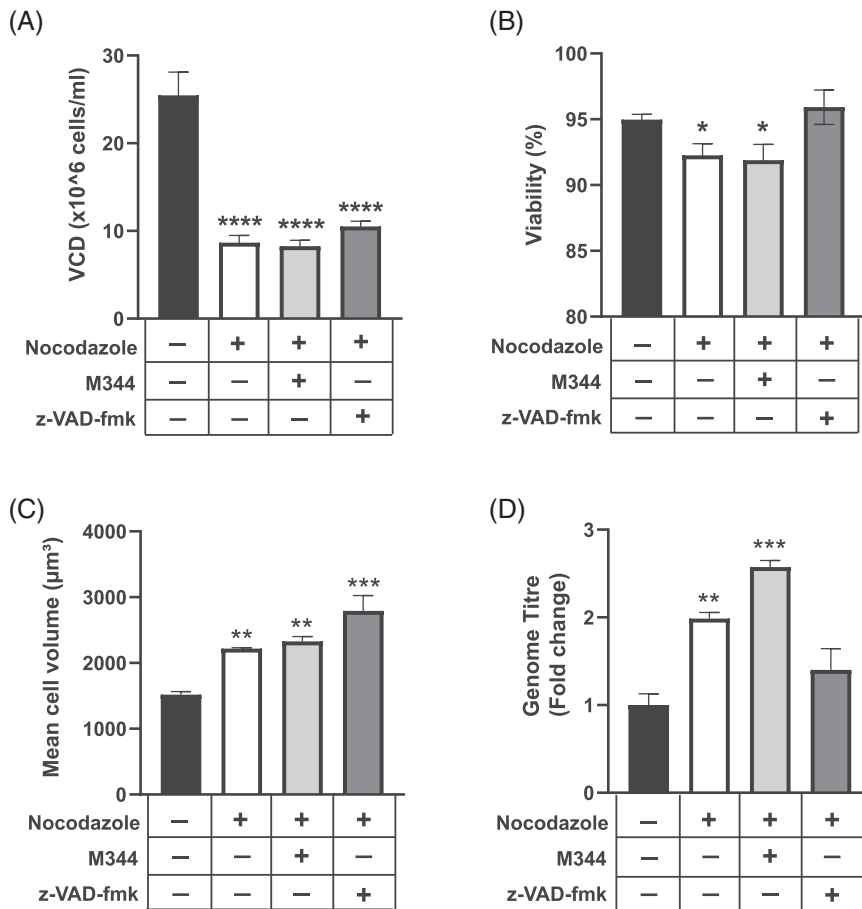 (A)
VCD (x10^6 cells/ml)
30
20
10
0
****
****
****
Nocodazole – + + +
M344 – – + –
z-VAD-fmk – – – +
(B)
Viability (%)
100
95
90
85
80
*
*
Nocodazole – + + +
M344 – – + –
z-VAD-fmk – – – +
(C)
Mean cell volume (µm³)
4000
3000
2000
1000
0
**
**
***
Nocodazole – + + +
M344 – – + –
z-VAD-fmk – – – +
(D)
Genome Titre
(Fold change)
3
2
1
0
**
***
Nocodazole – + + +
M344 – – + –
z-VAD-fmk – – – +